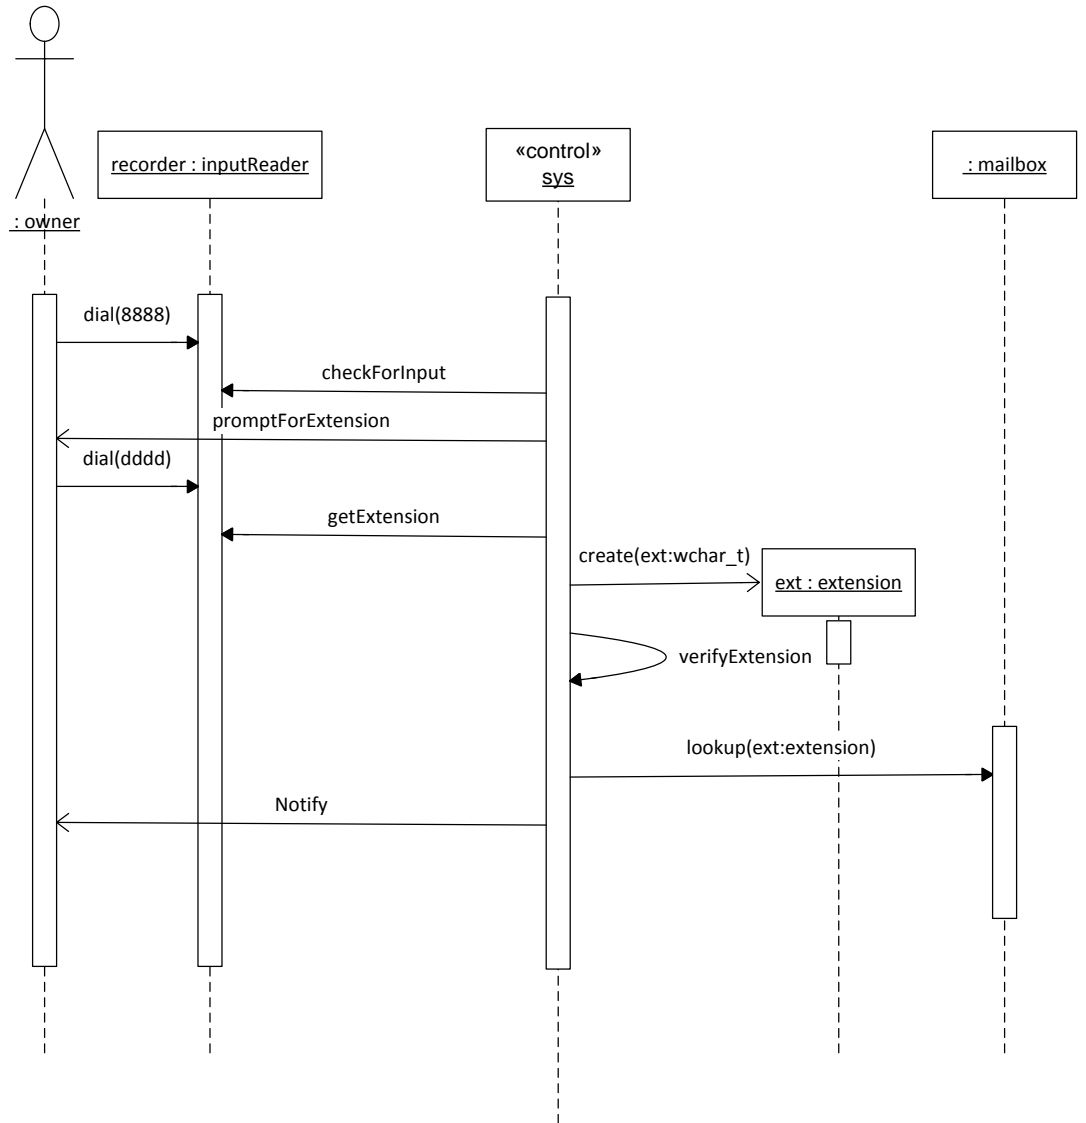 «control»
sys
recorder : inputReader
: mailbox
: owner
dial(8888)
checkForInput
promptForExtension
dial(dddd)
getExtension
create(ext:wchar_t)
ext : extension
verifyExtension
lookup(ext:extension)
Notify